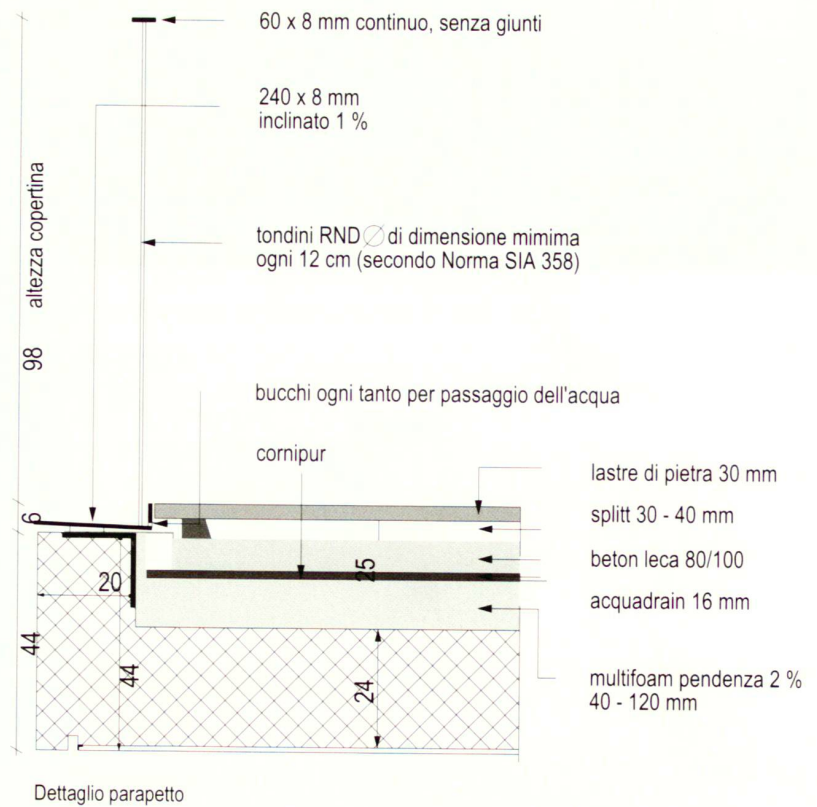 60 x 8 mm continuo, senza giunti
240 x 8 mm
inclinato 1 %
altezza copertina
98
tondini RND Ø di dimensione mimima
ogni 12 cm (secondo Norma SIA 358)
bucchi ogni tanto per passaggio dell'acqua
cornipur
lastre di pietra 30 mm
splitt 30 - 40 mm
beton leca 80/100
acquadrain 16 mm
multifoam pendenza 2 %
40 - 120 mm
6
20
25
44
44
24
Dettaglio parapetto